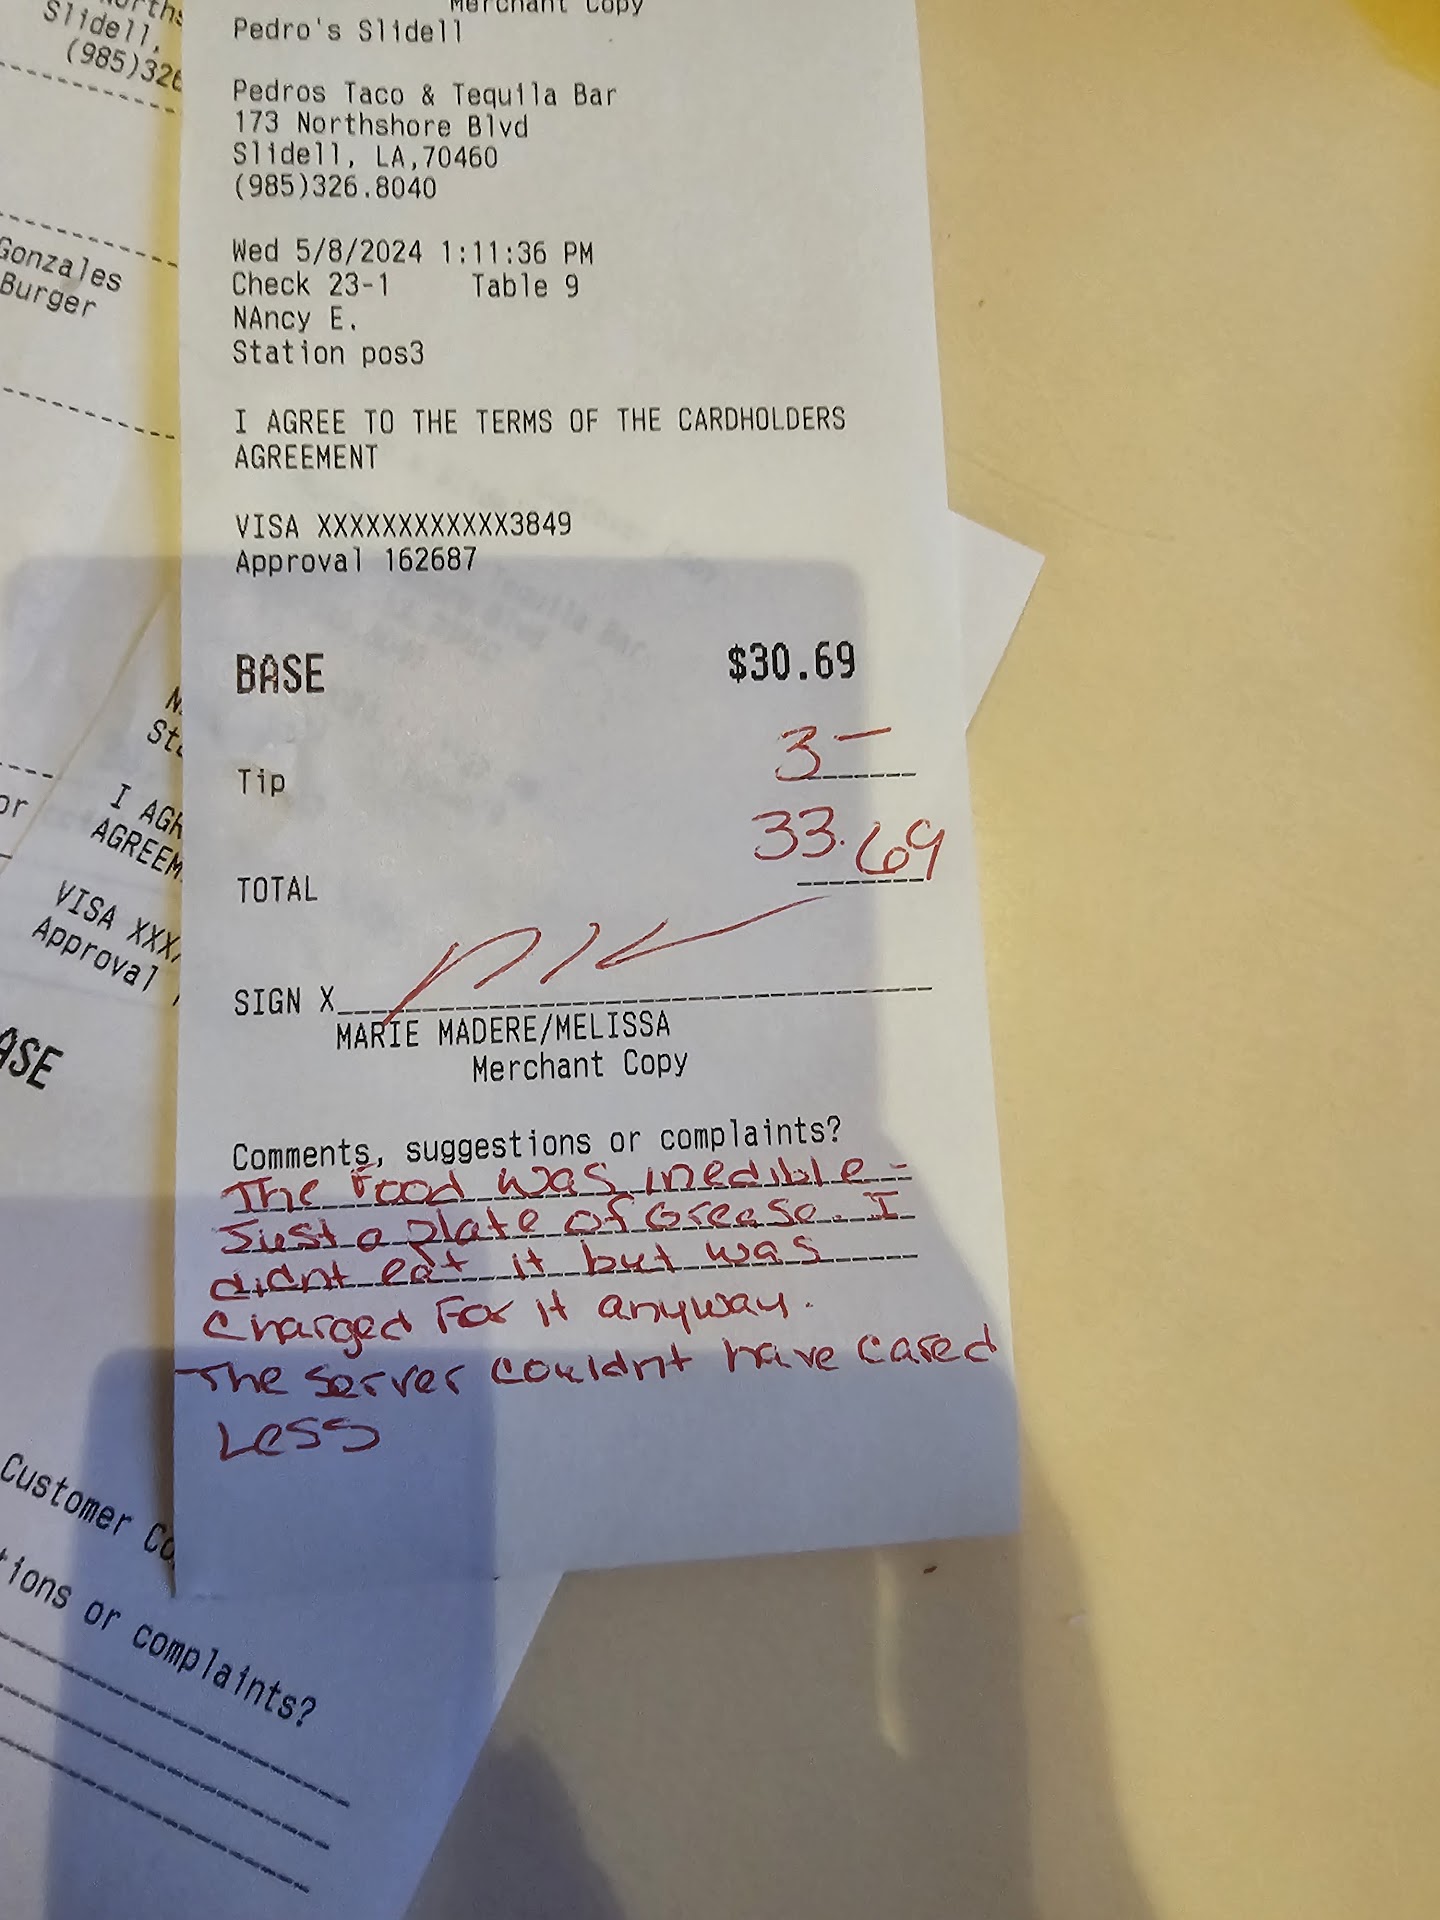 Merchant Copy
Pedro's Slidell
Pedros Taco & Tequila Bar
173 Northshore Blvd
Slidell, LA,70460
(985)326.8040
Wed 5/8/2024 1:11:36 PM
Check 23-1 Table 9
NAncy E.
Station pos3
I AGREE TO THE TERMS OF THE CARDHOLDERS
AGREEMENT
VISA XXXXXXXXXXXX3849
Approval 162687
BASE $30.69
Tip 3 —
TOTAL 33.69
SIGN X
MARIE MADERE/MELISSA
Merchant Copy
Comments, suggestions or complaints?
The Food was inedible -
Just a plate of Grease. I
didnt eat it but was
Charged For it anyway.
The server couldnt have cared
Less
Slidell,
(985)326
Gonzales
Burger
or
I AGR
AGREEM
VISA XXX
Approval
ASE
Customer Co
tions or complaints?